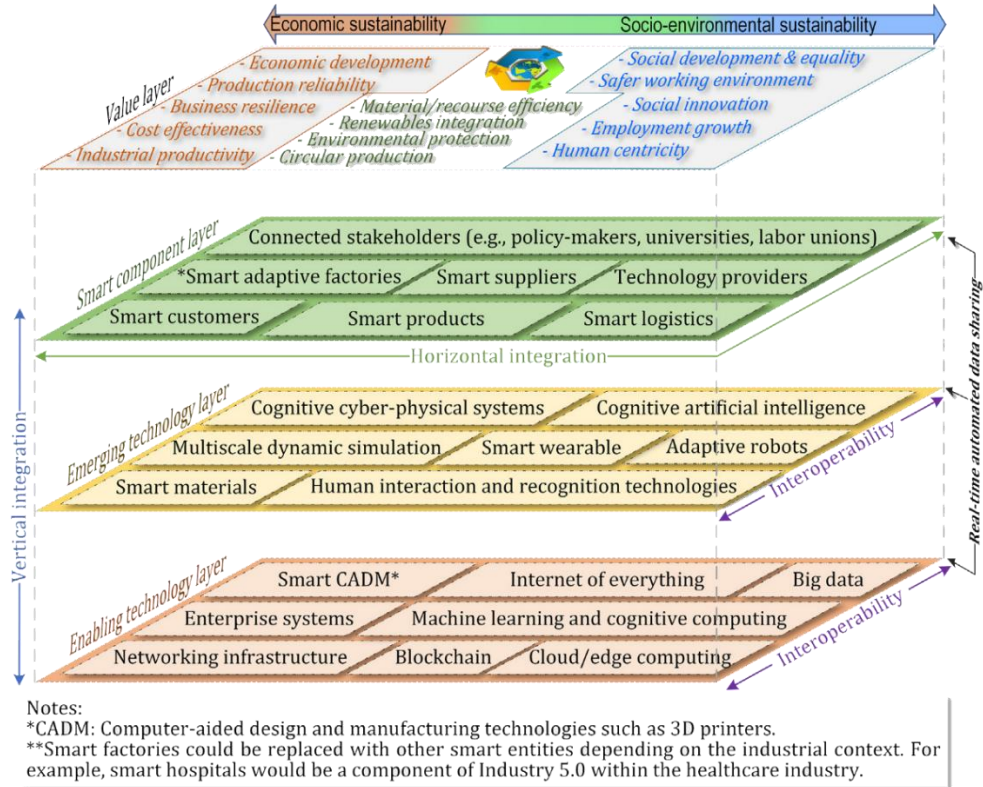 Economic sustainability Socio-environmental sustainability
Value layer
- Economic development
- Production reliability
- Business resilience
- Cost effectiveness
- Industrial productivity
- Material/recourse efficiency
- Renewables integration
- Environmental protection
- Circular production
- Social development & equality
- Safer working environment
- Social innovation
- Employment growth
- Human centricity
Smart component layer
Connected stakeholders (e.g., policy-makers, universities, labor unions)
*Smart adaptive factories Smart suppliers Technology providers
Smart customers Smart products Smart logistics
Horizontal integration
Emerging technology layer
Cognitive cyber-physical systems Cognitive artificial intelligence
Multiscale dynamic simulation Smart wearable Adaptive robots
Smart materials Human interaction and recognition technologies
Interoperability
Enabling technology layer
Smart CADM* Internet of everything Big data
Enterprise systems Machine learning and cognitive computing
Networking infrastructure Blockchain Cloud/edge computing
Interoperability
Vertical integration
Real-time automated data sharing
Notes:
*CADM: Computer-aided design and manufacturing technologies such as 3D printers.
**Smart factories could be replaced with other smart entities depending on the industrial context. For
example, smart hospitals would be a component of Industry 5.0 within the healthcare industry.